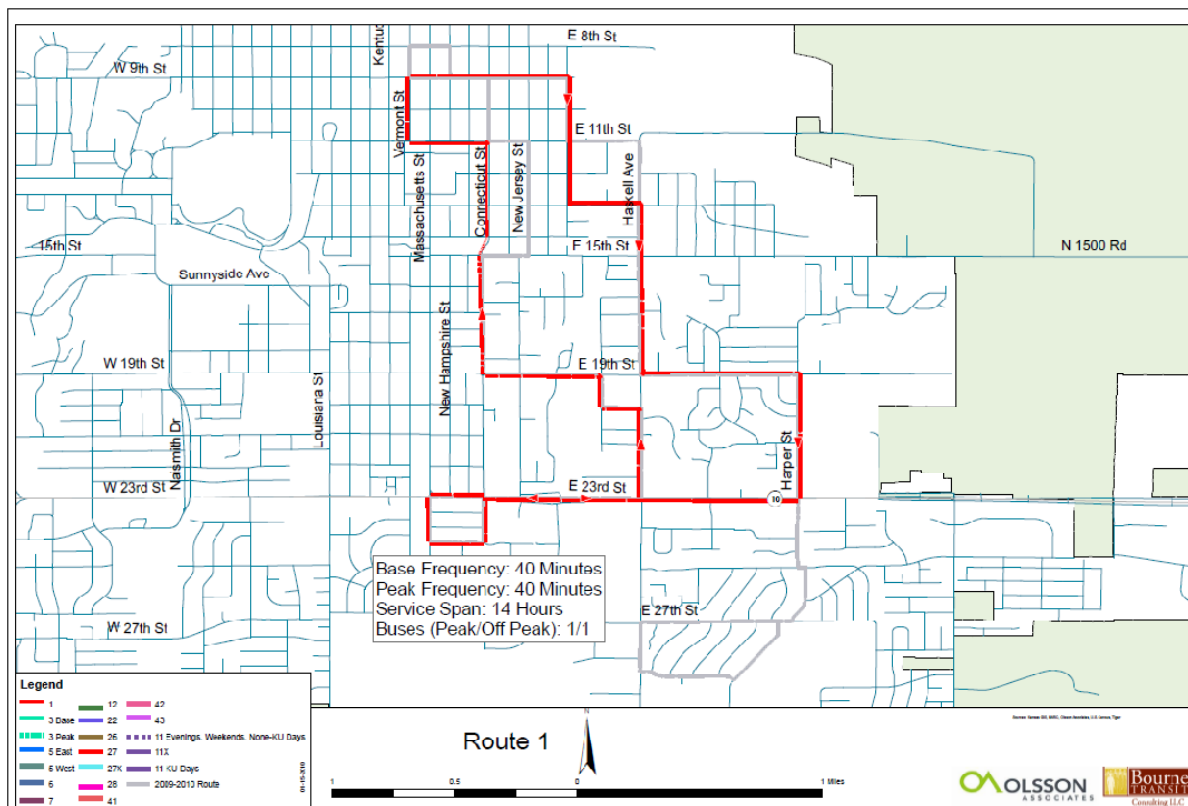 E 8th St
Kentuc
W 9th St
Vermont St
E 11th St
Massachusetts St
Connecticut St
New Jersey St
Haskell Ave
15th St
E 15th St
N 1500 Rd
Sunnyside Ave
New Hampshire St
W 19th St
E 19th St
Louisiana St
Nasmith Dr
Harper St
W 23rd St
E 23rd St
10
Base Frequency: 40 Minutes
Peak Frequency: 40 Minutes
Service Span: 14 Hours
Buses (Peak/Off Peak): 1/1
E 27th St
W 27th St
Legend
1
3 Base
3 Peak
5 East
5 West
6
7
12
22
26
27
27X
28
41
42
43
11 Evenings, Weekends, None-KU Days
11X
11 KU Days
2009-2010 Route
Route 1
N
1 0.5 0 1 Miles
OLSSON
ASSOCIATES
Bourne
TRANSIT
Consulting LLC